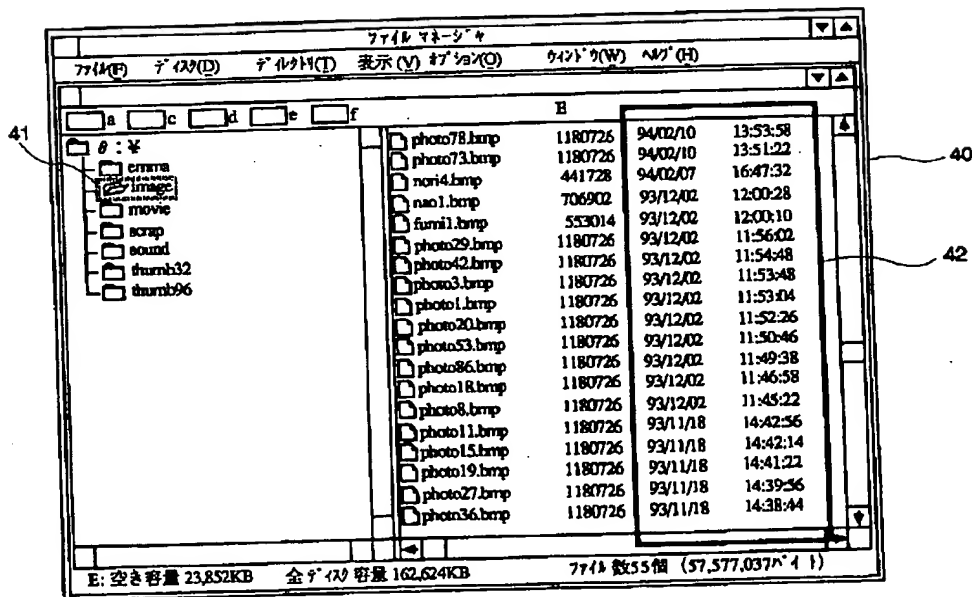 ファイル マネージャ
ファイル(F) ディスク(D) ディレクトリ(T) 表示(V) オプション(O) ウィンドウ(W) ヘルプ(H)
a c d e f E
41
40
42
emma
image
movie
scrap
sound
thumb32
thumb96
photo78.bmp 1180726 94/02/10 13:53:58
photo73.bmp 1180726 94/02/10 13:51:22
nori4.bmp 441728 94/02/07 16:47:32
nao1.bmp 706902 93/12/02 12:00:28
fumi1.bmp 553014 93/12/02 12:00:10
photo29.bmp 1180726 93/12/02 11:56:02
photo42.bmp 1180726 93/12/02 11:54:48
photo3.bmp 1180726 93/12/02 11:53:48
photo1.bmp 1180726 93/12/02 11:53:04
photo20.bmp 1180726 93/12/02 11:52:26
photo53.bmp 1180726 93/12/02 11:50:46
photo86.bmp 1180726 93/12/02 11:49:38
photo18.bmp 1180726 93/12/02 11:46:58
photo8.bmp 1180726 93/12/02 11:45:22
photo11.bmp 1180726 93/11/18 14:42:56
photo15.bmp 1180726 93/11/18 14:42:14
photo19.bmp 1180726 93/11/18 14:41:22
photo27.bmp 1180726 93/11/18 14:39:56
photo36.bmp 1180726 93/11/18 14:38:44
E: 空き容量 23,852KB 全ディスク容量 162,624KB ファイル数55個 (57,577,037バイト)